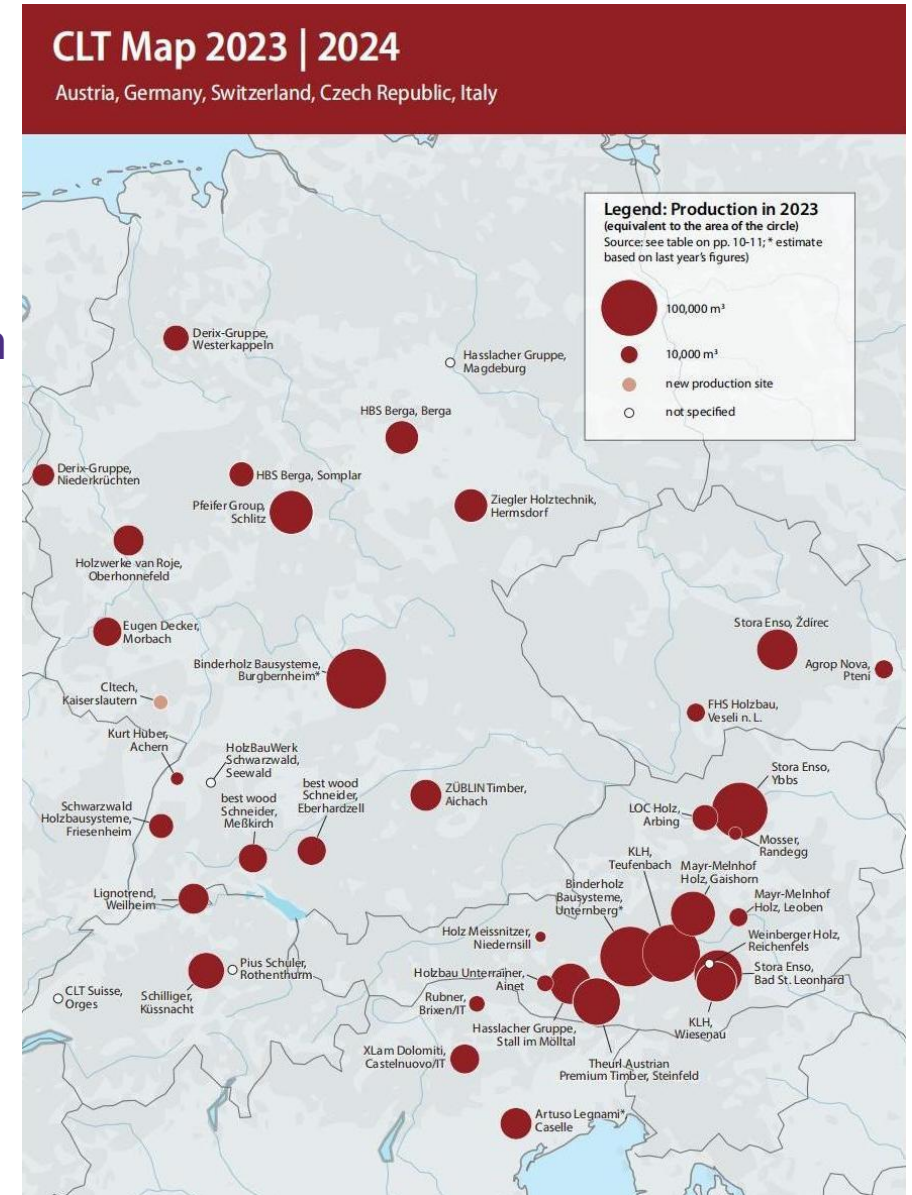 CLT Map 2023 | 2024
Austria, Germany, Switzerland, Czech Republic, Italy
Legend: Production in 2023
(equivalent to the area of the circle)
Source: see table on pp. 10-11; * estimate
based on last year's figures)
100,000 m³
10,000 m³
new production site
not specified
n
Derix-Gruppe,
Westerkappeln
Hasslacher Gruppe,
Magdeburg
HBS Berga, Berga
Derix-Gruppe,
Niederkrüchten
HBS Berga, Somplar
Pfeifer Group,
Schlitz
Ziegler Holztechnik,
Hermsdorf
Holzwerke van Roje,
Oberhonnefeld
Eugen Decker,
Morbach
Stora Enso, Ždírec
Binderholz Bausysteme,
Burgbernheim*
Agrop Nova,
Ptení
Cltech,
Kaiserslautern
FHS Holzbau,
Veseli n. L.
Kurt Huber,
Achern
HolzBauWerk
Schwarzwald,
Seewald
Stora Enso,
Ybbs
best wood
Schneider,
Eberhardzell
ZÜBLIN Timber,
Aichach
best wood
Schneider,
Meßkirch
Schwarzwald
Holzbausysteme,
Friesenheim
LOC Holz,
Arbing
Mosser,
Randegg
KLH,
Teufenbach
Mayr-Melnhof
Holz, Gaishorn
Binderholz
Bausysteme,
Unternberg*
Mayr-Melnhof
Holz, Leoben
Lignotrend,
Weilheim
Holz Meissnitzer,
Niedernsill
Weinberger Holz,
Reichenfels
Pius Schuler,
Rothenthurm
Stora Enso,
Bad St. Leonhard
Holzbau Unterrainer,
Ainet
CLT Suisse,
Orges
Schilliger,
Küssnacht
Rubner,
Brixen/IT
KLH,
Wiesenau
Hasslacher Gruppe,
Stall im Mölltal
XLam Dolomiti,
Castelnuovo/IT
Theurl Austrian
Premium Timber, Steinfeld
Artuso Legnami*,
Caselle